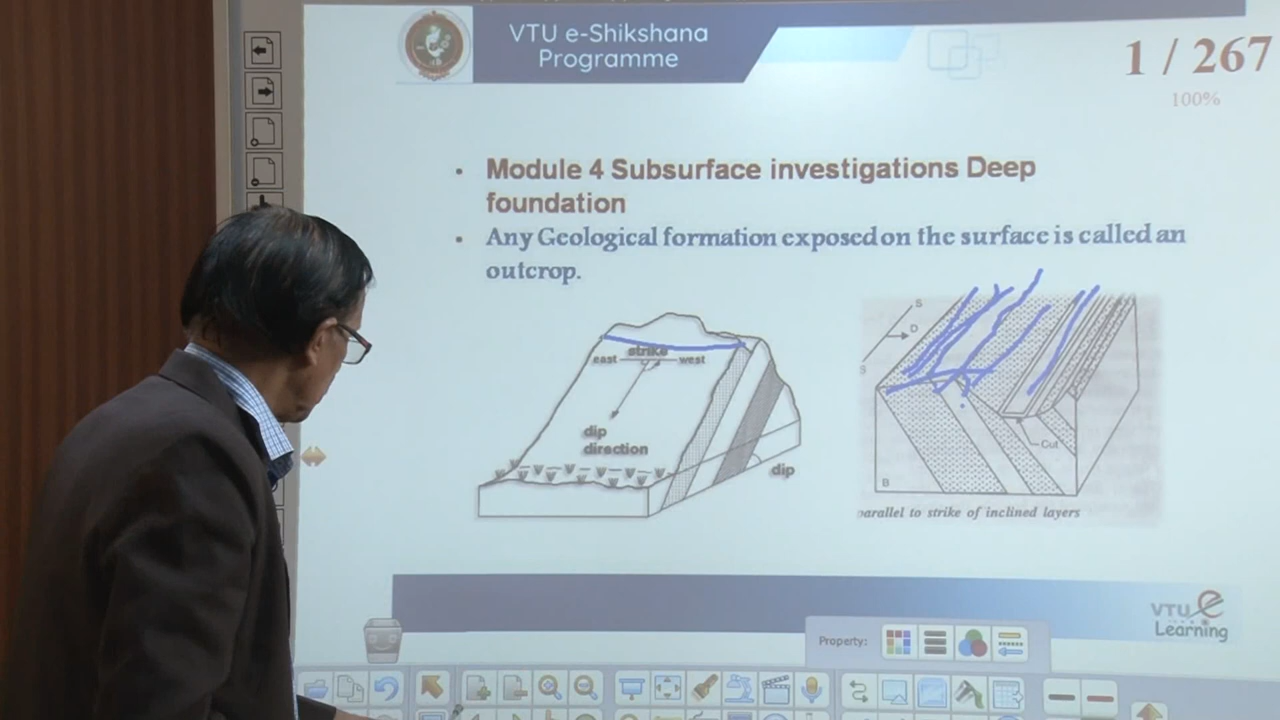 VTU e-Shikshana
Programme
1 / 267
100%
• Module 4 Subsurface investigations Deep
foundation
• Any Geological formation exposed on the surface is called an
outcrop.
strike
east
west
dip
direction
dip
S
D
S
Cut
B
parallel to strike of inclined layers
VTU e
Learning
Property: